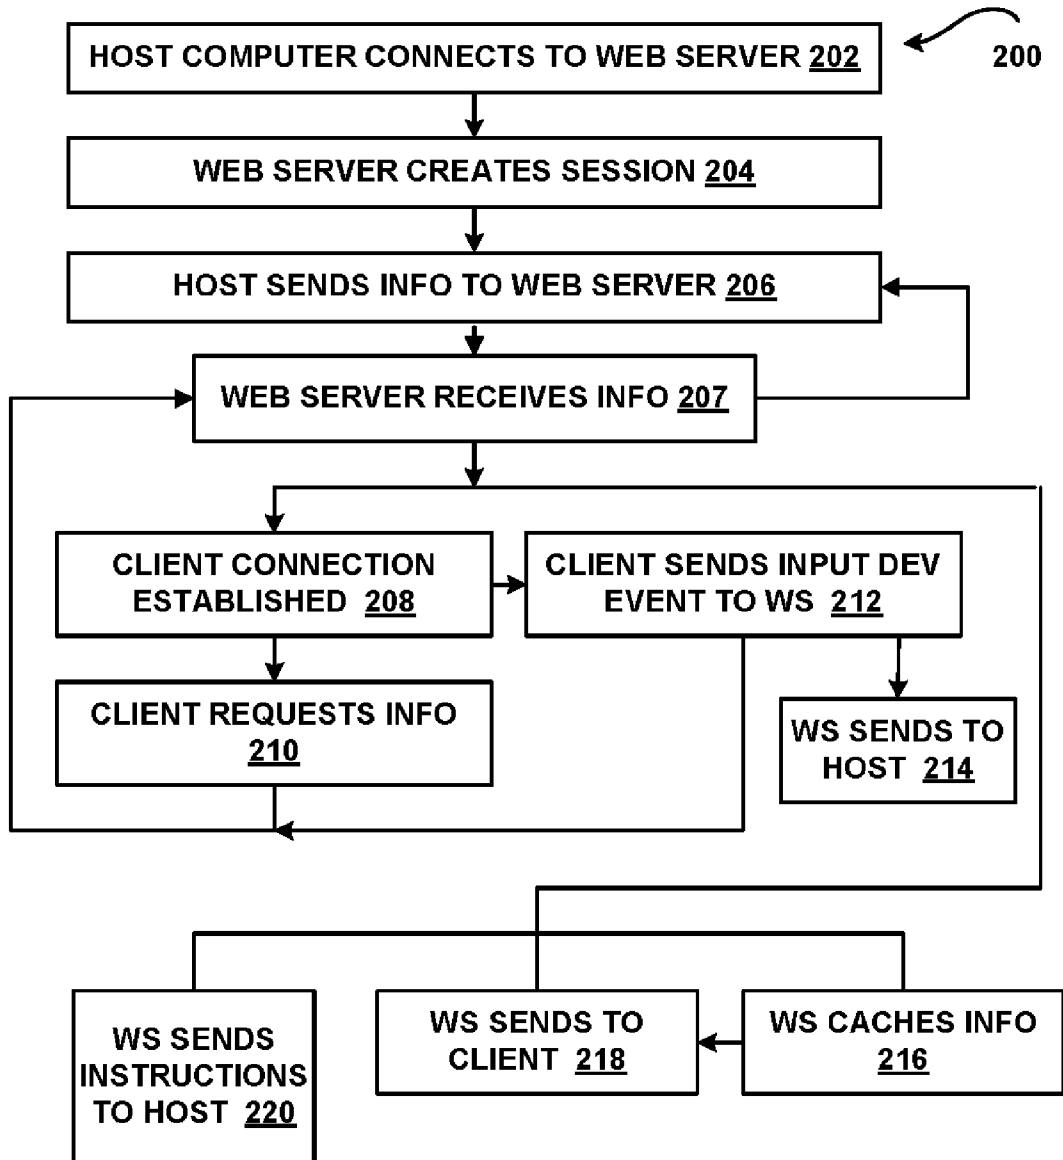 HOST COMPUTER CONNECTS TO WEB SERVER 202
200
WEB SERVER CREATES SESSION 204
HOST SENDS INFO TO WEB SERVER 206
WEB SERVER RECEIVES INFO 207
CLIENT CONNECTION
ESTABLISHED 208
CLIENT SENDS INPUT DEV
EVENT TO WS 212
CLIENT REQUESTS INFO
210
WS SENDS TO
HOST 214
WS SENDS
INSTRUCTIONS
TO HOST 220
WS SENDS TO
CLIENT 218
WS CACHES INFO
216